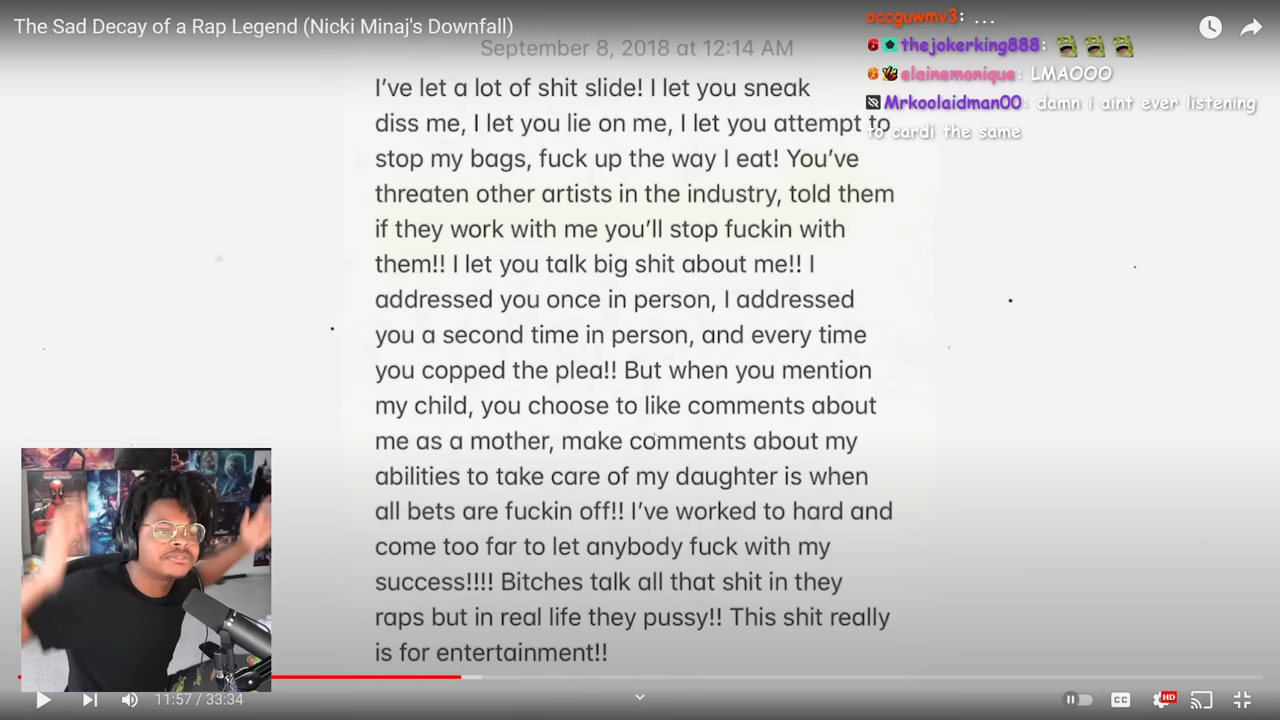 The Sad Decay of a Rap Legend (Nicki Minaj's Downfall)
occguwmv3: ...
thejokerking888:
elainemonique: LMAOOO
Mrkoolaidman00: damn i aint ever listening
to cardi the same
September 8, 2018 at 12:14 AM
I've let a lot of shit slide! I let you sneak
diss me, I let you lie on me, I let you attempt to
stop my bags, fuck up the way I eat! You've
threaten other artists in the industry, told them
if they work with me you'll stop fuckin with
them!! I let you talk big shit about me!! I
addressed you once in person, I addressed
you a second time in person, and every time
you copped the plea!! But when you mention
my child, you choose to like comments about
me as a mother, make comments about my
abilities to take care of my daughter is when
all bets are fuckin off!! I've worked to hard and
come too far to let anybody fuck with my
success!!!! Bitches talk all that shit in they
raps but in real life they pussy!! This shit really
is for entertainment!!
11:57 / 33:34
CC
HD